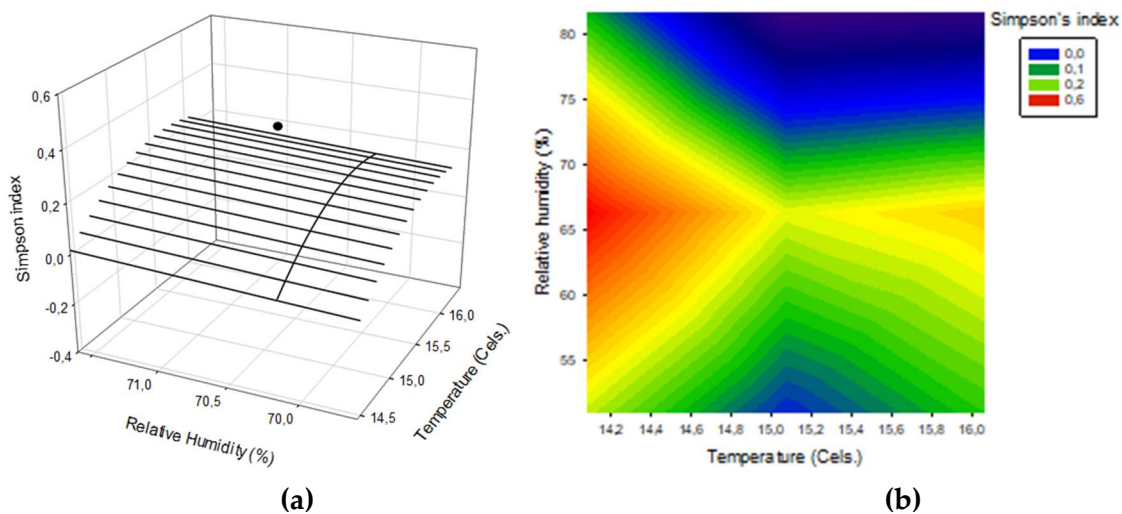 0,6
0,4
0,2
0,0
-0,2
-0,4
Simpson index
71,0
70,5
70,0
Relative Humidity (%)
14,5
15,0
15,5
16,0
Temperature (Cels.)
(a)
80
75
70
65
60
55
Relative humidity (%)
14,2 14,4 14,6 14,8 15,0 15,2 15,4 15,6 15,8 16,0
Temperature (Cels.)
Simpson's index
0,0
0,1
0,2
0,6
(b)